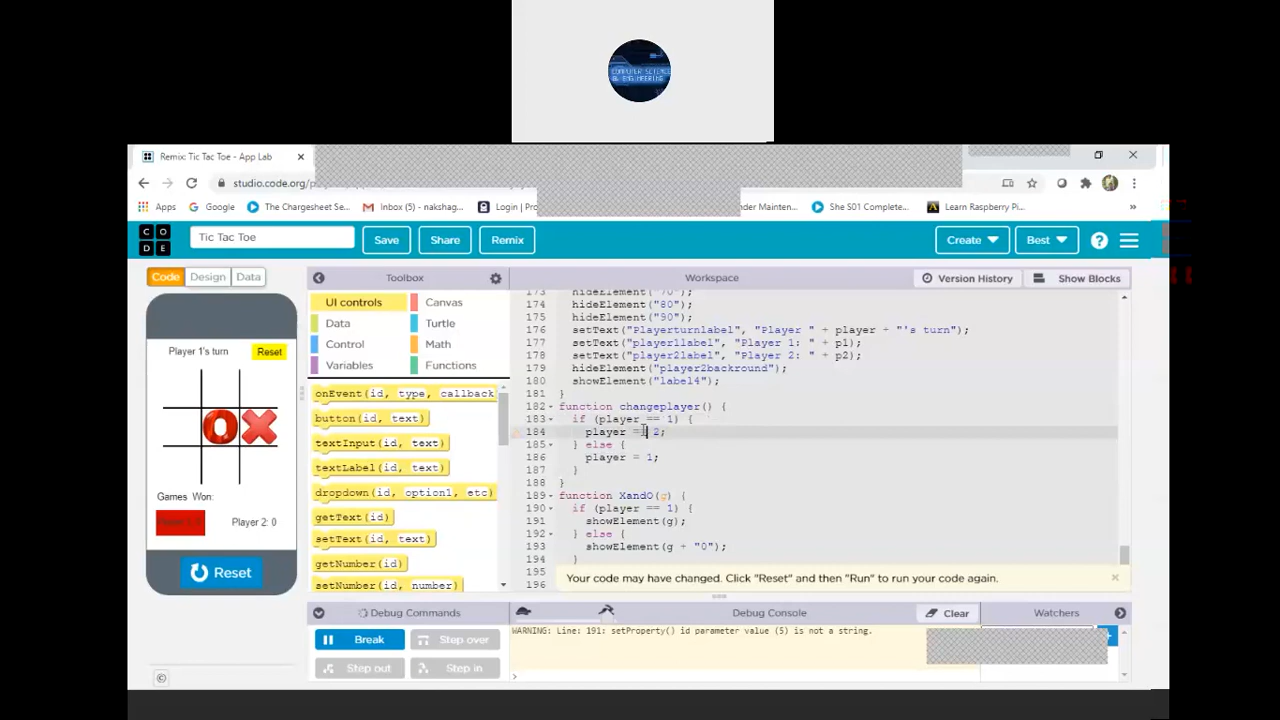 COMPUTER SCIENCE
& ENGINEERING
Remix: Tic Tac Toe - App Lab
studio.code.org/
Apps
Google
The Chargesheet Se...
Inbox (5) - nakshag...
Login | Pro
der Mainten...
She S01 Complete...
Learn Raspberry Pi...
»
C O
D E
Tic Tac Toe
Save
Share
Remix
Create
Best
Code
Design
Data
Toolbox
Workspace
Version History
Show Blocks
UI controls
Canvas
Data
Turtle
Control
Math
Variables
Functions
onEvent(id, type, callback
button(id, text)
textInput(id, text)
textLabel(id, text)
dropdown(id, option1, etc)
getText(id)
setText(id, text)
getNumber(id)
setNumber(id, number)
Player 1's turn
Reset
Games Won:
Player 2: 0
Reset
173 hideElement("70");
174 hideElement("80");
175 hideElement("90");
176 setText("Playerturnlabel", "Player " + player + "'s turn");
177 setText("player1label", "Player 1: " + p1);
178 setText("player2label", "Player 2: " + p2);
179 hideElement("player2backround");
180 showElement("label4");
181 }
182 function changeplayer() {
183 if (player == 1) {
184 player = 2;
185 } else {
186 player = 1;
187 }
188 }
189 function XandO(g) {
190 if (player == 1) {
191 showElement(g);
192 } else {
193 showElement(g + "0");
194 }
195
196
Your code may have changed. Click "Reset" and then "Run" to run your code again.
Debug Commands
Debug Console
Clear
Watchers
Break
Step over
Step out
Step in
WARNING: Line: 191: setProperty() id parameter value (5) is not a string.
>